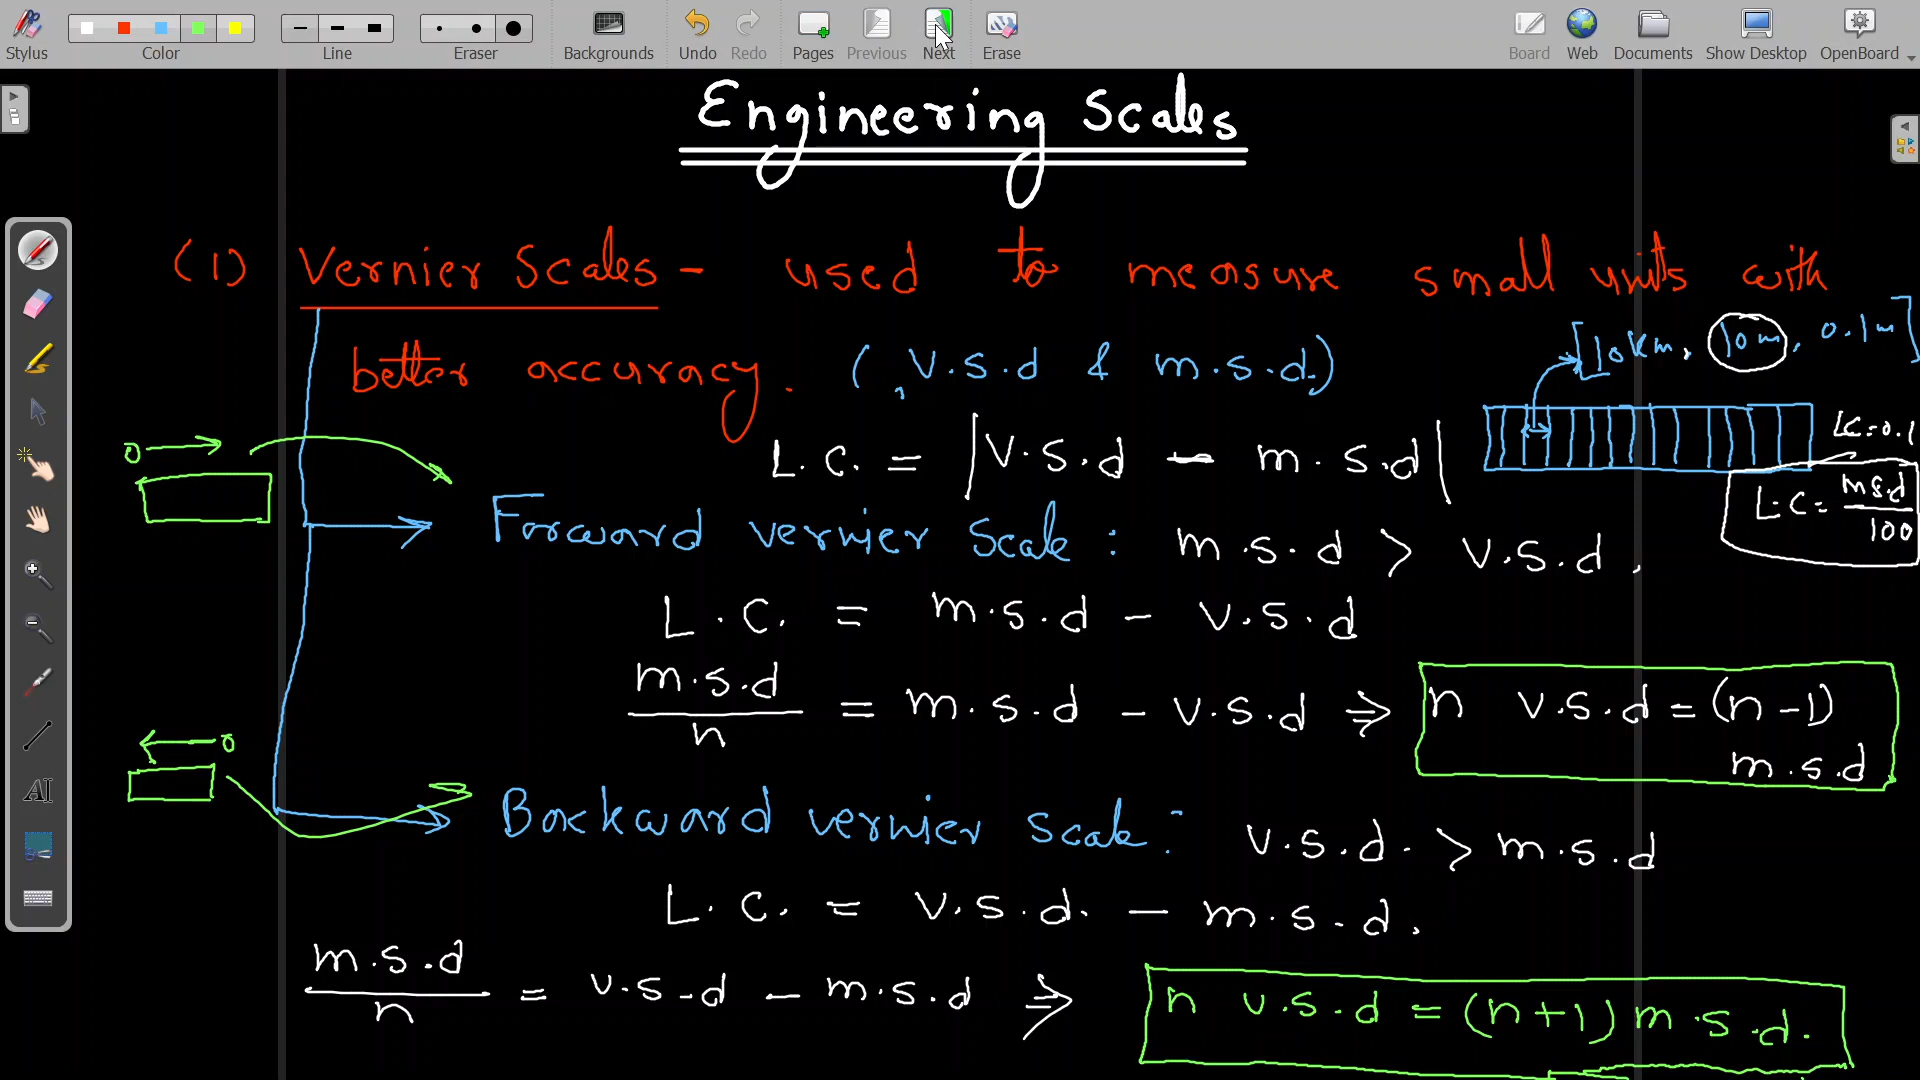 Stylus Color Line Eraser Backgrounds Undo Redo Pages Previous Next Erase Board Web Documents Show Desktop OpenBoard
Engineering Scales
(1) Vernier Scales - used to measure small units with
better accuracy. (V.S.d & m.s.d.)
[10km, 10m, 0.1m]
L.C. = |V.S.d - m.s.d|
LC=0.1
L.C = m.s.d / 100
0
Forward vernier Scale : m.s.d > v.s.d.
L.C. = m.s.d - v.s.d
m.s.d / n = m.s.d - v.s.d ⇒ n v.s.d = (n-1)
m.s.d
0
Backward vernier scale : v.s.d. > m.s.d
L.C. = v.s.d. - m.s.d.
m.s.d / n = v.s.d - m.s.d ⇒ n v.s.d = (n+1) m.s.d.